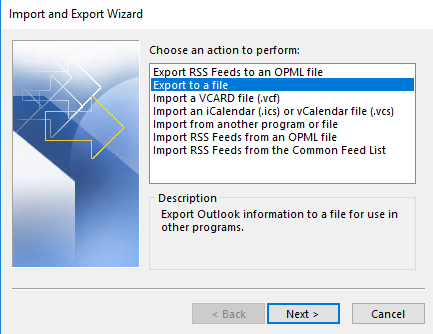 Import and Export Wizard
Choose an action to perform:
Export RSS Feeds to an OPML file
Export to a file
Import a VCARD file (.vcf)
Import an iCalendar (.ics) or vCalendar file (.vcs)
Import from another program or file
Import RSS Feeds from an OPML file
Import RSS Feeds from the Common Feed List
Description
Export Outlook information to a file for use in
other programs.
< Back
Next >
Cancel